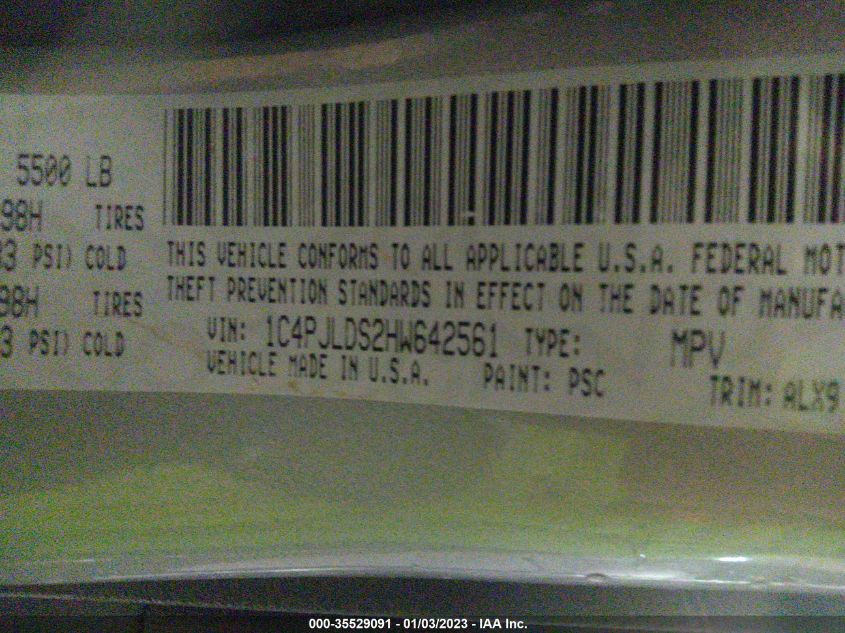 5500 LB
98H TIRES
PSI) COLD
98H TIRES
PSI) COLD
THIS VEHICLE CONFORMS TO ALL APPLICABLE U.S.A. FEDERAL MOT
THEFT PREVENTION STANDARDS IN EFFECT ON THE DATE OF MANUFA
VIN: 1C4PJLDS2HW642561 TYPE: MPV
VEHICLE MADE IN U.S.A. PAINT: PSC TRIM: ALX9
000-35529091 - 01/03/2023 - IAA Inc.